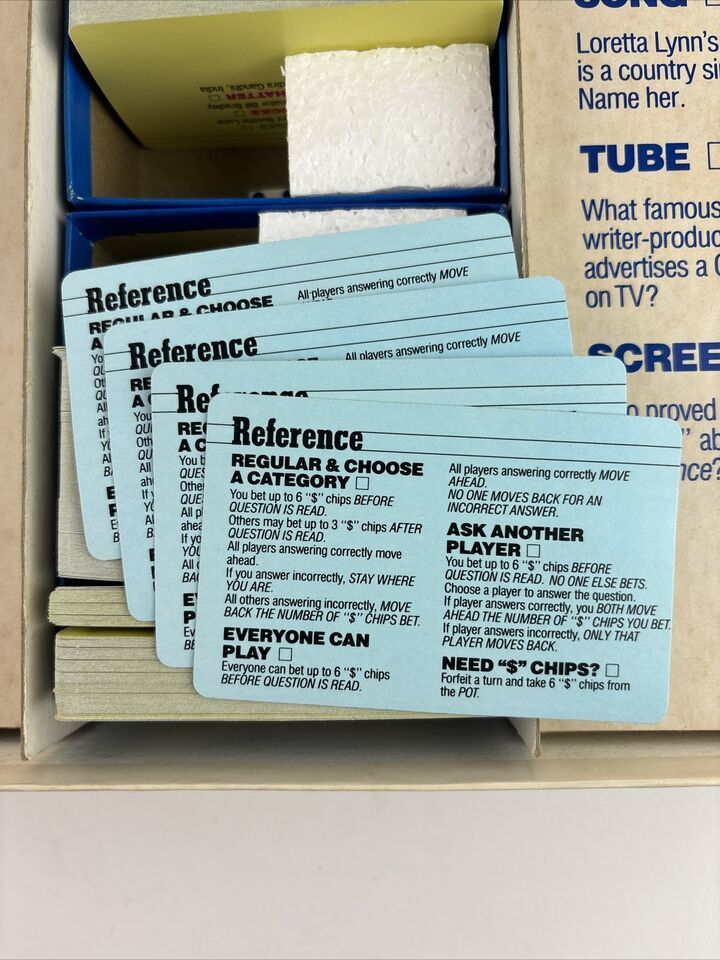 Loretta Lynn's
is a country
Name her.
TUBE
What famous
writer-produc
advertises a
on TV?
SCREE
proved
Reference
REGULAR & CHOOSE
All players answering correctly MOVE
Reference
All players answering correctly MOVE
Reference
REGULAR & CHOOSE
A CATEGORY
You bet up to 6 "$" chips BEFORE
QUESTION IS READ.
Others may bet up to 3 "$" chips AFTER
QUESTION IS READ.
All players answering correctly move
ahead.
If you answer incorrectly, STAY WHERE
YOU ARE.
All others answering incorrectly, MOVE
BACK THE NUMBER OF "$" CHIPS BET.
EVERYONE CAN
PLAY
Everyone can bet up to 6 "$" chips
BEFORE QUESTION IS READ.
All players answering correctly MOVE
AHEAD.
NO ONE MOVES BACK FOR AN
INCORRECT ANSWER.
ASK ANOTHER
PLAYER
You bet up to 6 "$" chips BEFORE
QUESTION IS READ. NO ONE ELSE BETS.
Choose a player to answer the question.
If player answers correctly, you BOTH MOVE
AHEAD THE NUMBER OF "$" CHIPS YOU BET.
If player answers incorrectly, ONLY THAT
PLAYER MOVES BACK.
NEED "$" CHIPS?
Forfeit a turn and take 6 "$" chips from
the POT.